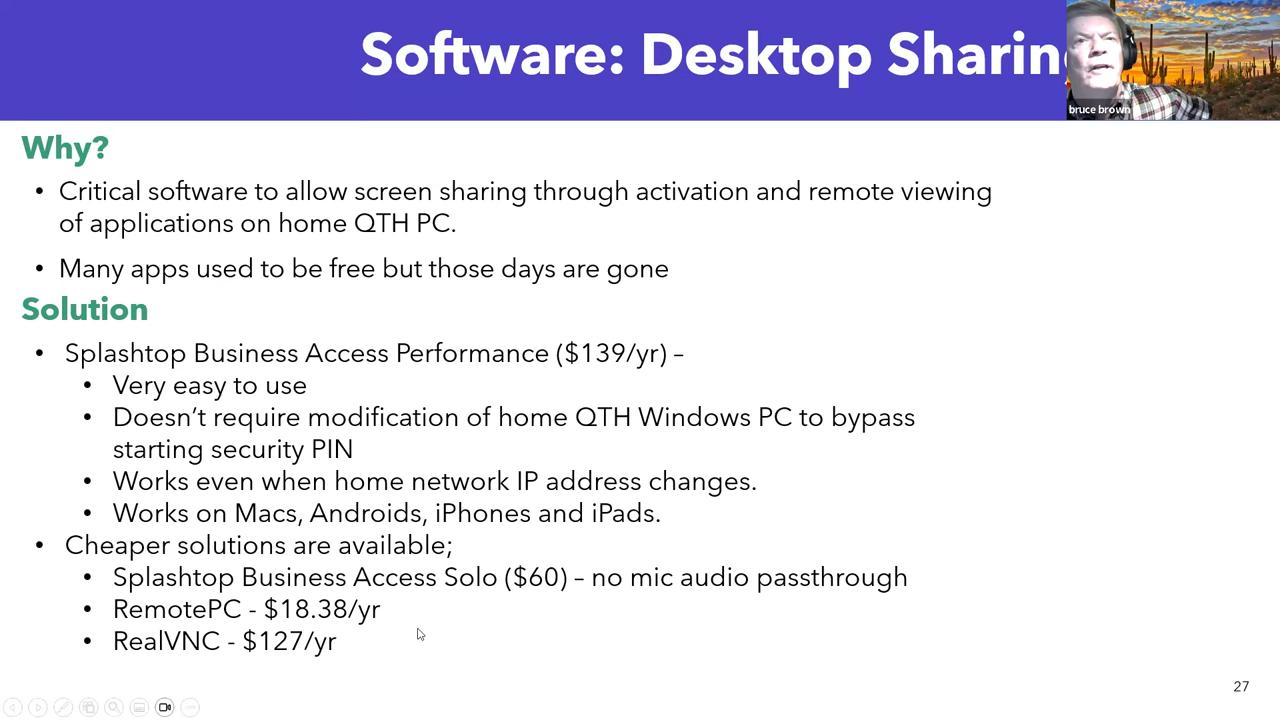 Software: Desktop Sharing
bruce brown
Why?
• Critical software to allow screen sharing through activation and remote viewing
of applications on home QTH PC.
• Many apps used to be free but those days are gone
Solution
• Splashtop Business Access Performance ($139/yr) –
• Very easy to use
• Doesn't require modification of home QTH Windows PC to bypass
starting security PIN
• Works even when home network IP address changes.
• Works on Macs, Androids, iPhones and iPads.
• Cheaper solutions are available;
• Splashtop Business Access Solo ($60) – no mic audio passthrough
• RemotePC - $18.38/yr
• RealVNC - $127/yr
27